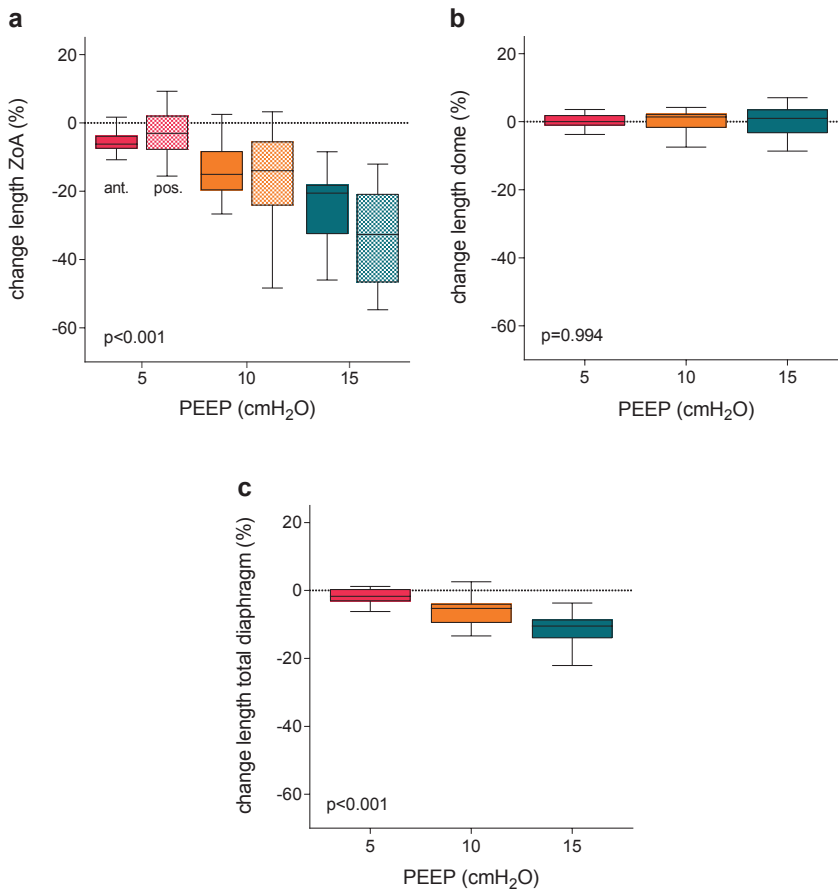 a
change length ZoA (%)
20
0
-20
-40
-60
ant.
pos.
p<0.001
5
10
15
PEEP (cmH₂O)
b
change length dome (%)
20
0
-20
-40
-60
p=0.994
5
10
15
PEEP (cmH₂O)
c
change length total diaphragm (%)
20
0
-20
-40
-60
p<0.001
5
10
15
PEEP (cmH₂O)